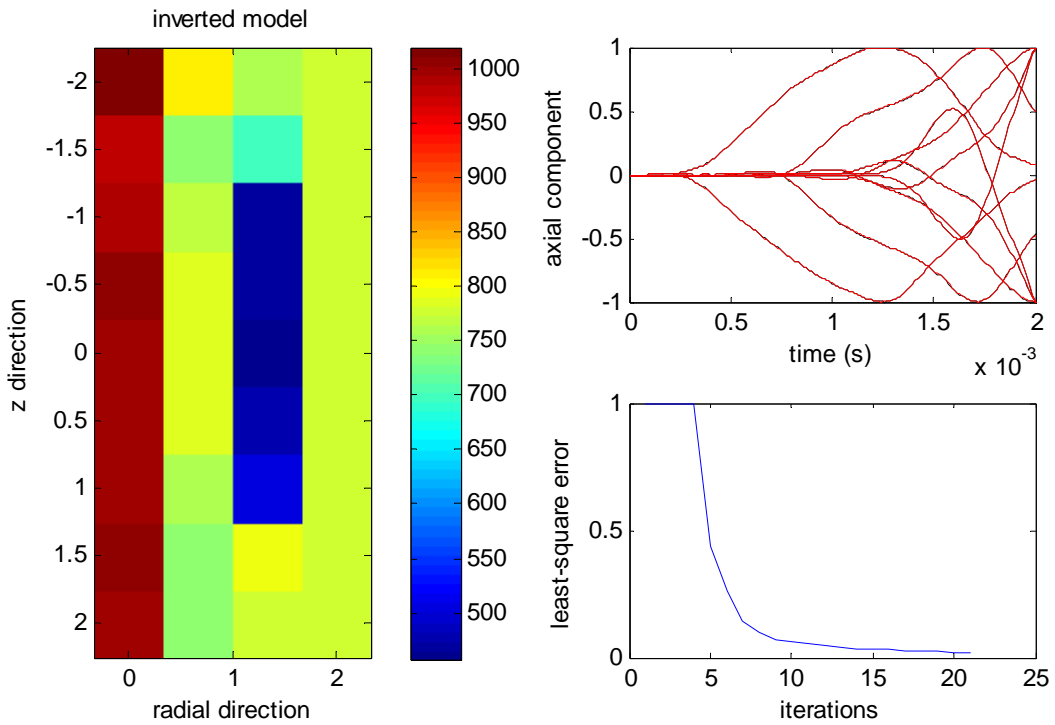 inverted model
-2
-1.5
-1
-0.5
0
0.5
1
1.5
2
z direction
0 1 2
radial direction
1000
950
900
850
800
750
700
650
600
550
500
1
0.5
0
-0.5
-1
axial component
0 0.5 1 1.5 2
time (s)
x 10^-3
1
0.5
0
least-square error
0 5 10 15 20 25
iterations